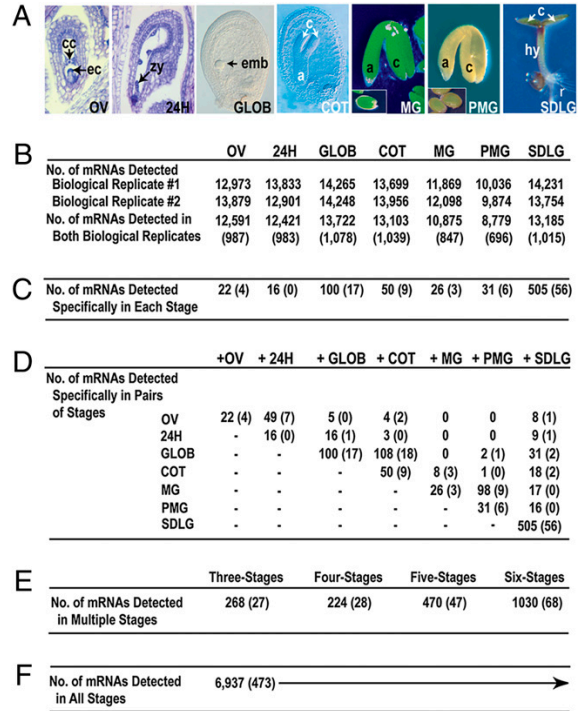 A
cc
ec
OV
zy
24H
emb
GLOB
c
a
COT
a
c
MG
a
c
PMG
c
hy
r
SDLG
B
OV 24H GLOB COT MG PMG SDLG
No. of mRNAs Detected
Biological Replicate #1 12,973 13,833 14,265 13,699 11,869 10,036 14,231
Biological Replicate #2 13,879 12,901 14,248 13,956 12,098 9,874 13,754
No. of mRNAs Detected in 12,591 12,421 13,722 13,103 10,875 8,779 13,185
Both Biological Replicates (987) (983) (1,078) (1,039) (847) (696) (1,015)
C
No. of mRNAs Detected 22 (4) 16 (0) 100 (17) 50 (9) 26 (3) 31 (6) 505 (56)
Specifically in Each Stage
D
+OV + 24H + GLOB + COT + MG + PMG + SDLG
No. of mRNAs Detected
Specifically in Pairs
of Stages
OV 22 (4) 49 (7) 5 (0) 4 (2) 0 0 8 (1)
24H - 16 (0) 16 (1) 3 (0) 0 0 9 (1)
GLOB - - 100 (17) 108 (18) 0 2 (1) 31 (2)
COT - - - 50 (9) 8 (3) 1 (0) 18 (2)
MG - - - - 26 (3) 98 (9) 17 (0)
PMG - - - - - 31 (6) 16 (0)
SDLG - - - - - - 505 (56)
E
Three-Stages Four-Stages Five-Stages Six-Stages
No. of mRNAs Detected 268 (27) 224 (28) 470 (47) 1030 (68)
in Multiple Stages
F
No. of mRNAs Detected 6,937 (473)
in All Stages